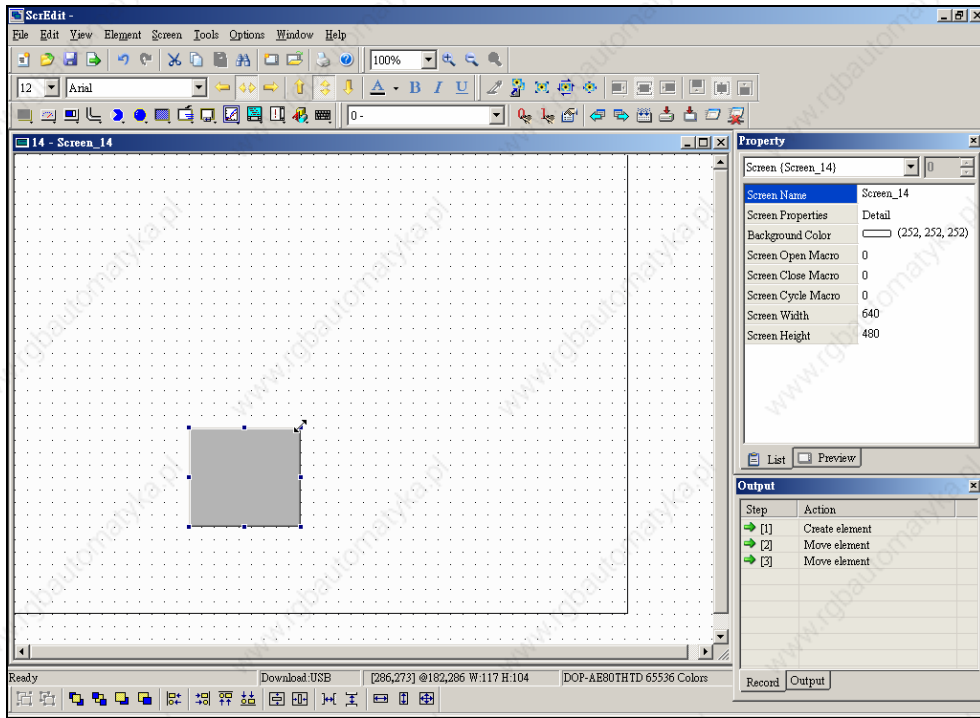 ScrEdit -
File Edit View Element Screen Tools Options Window Help
100%
12 Arial A B I U
0 -
14 - Screen_14
Property
Screen {Screen_14} 0
Screen Name Screen_14
Screen Properties Detail
Background Color (252, 252, 252)
Screen Open Macro 0
Screen Close Macro 0
Screen Cycle Macro 0
Screen Width 640
Screen Height 480
List Preview
Output
Step Action
[1] Create element
[2] Move element
[3] Move element
Record Output
Ready Download:USB [286,273] @182,286 W:117 H:104 DOP-AE80THTD 65536 Colors
www.rgbautomatyka.pl